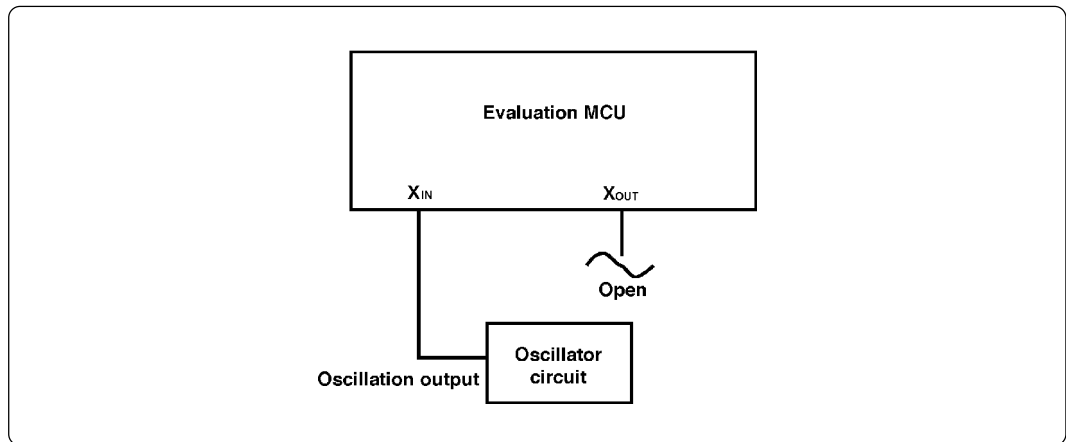 Evaluation MCU
XIN
XOUT
Open
Oscillation output
Oscillator
circuit